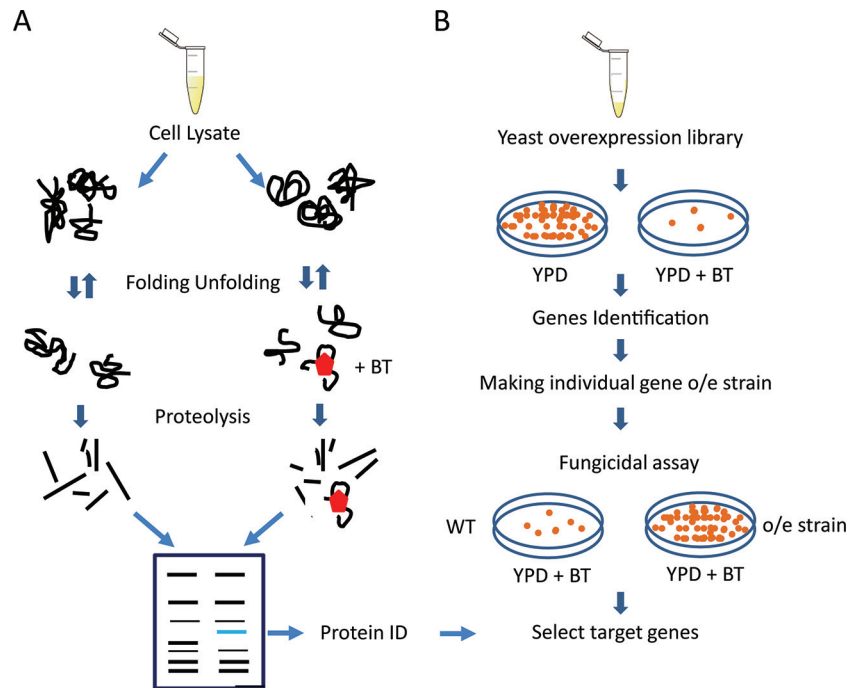 A
Cell Lysate
Folding Unfolding
+ BT
Proteolysis
Protein ID
B
Yeast overexpression library
YPD
YPD + BT
Genes Identification
Making individual gene o/e strain
Fungicidal assay
WT
o/e strain
YPD + BT
YPD + BT
Select target genes